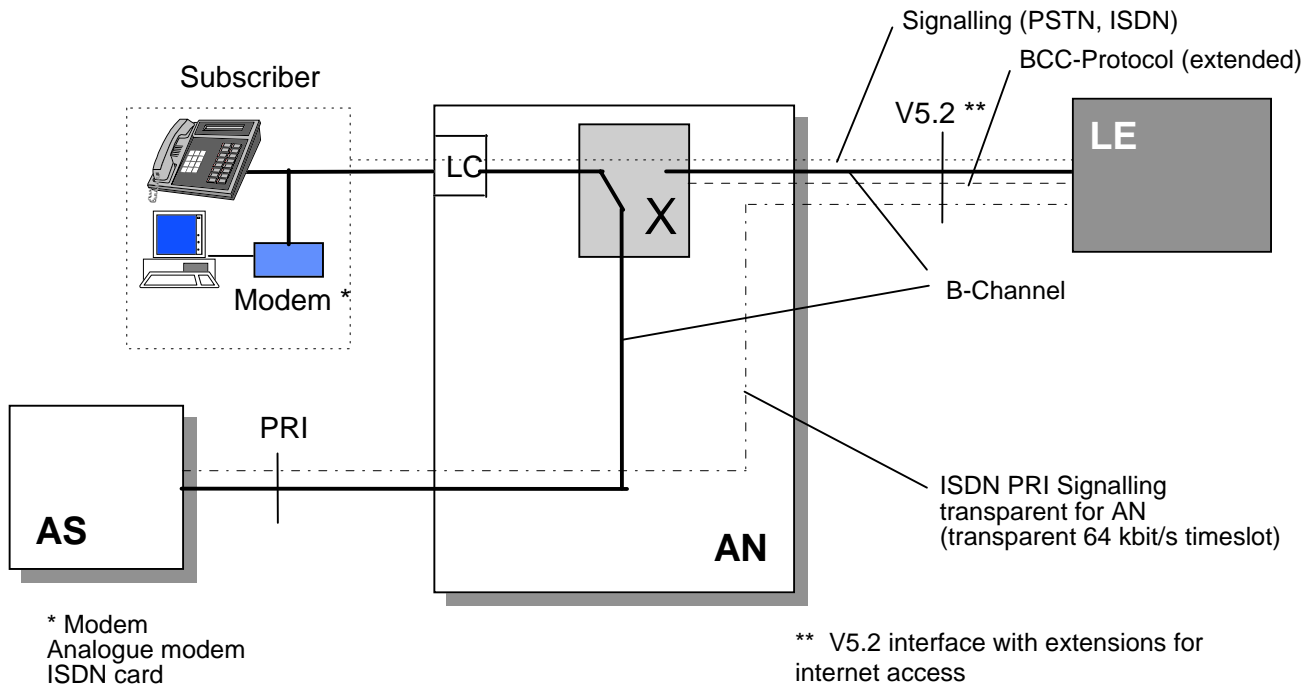 Signalling (PSTN, ISDN)
BCC-Protocol (extended)
Subscriber
V5.2 **
LE
LC
X
Modem *
B-Channel
PRI
ISDN PRI Signalling
transparent for AN
(transparent 64 kbit/s timeslot)
AS
AN
* Modem
Analogue modem
ISDN card
** V5.2 interface with extensions for
internet access